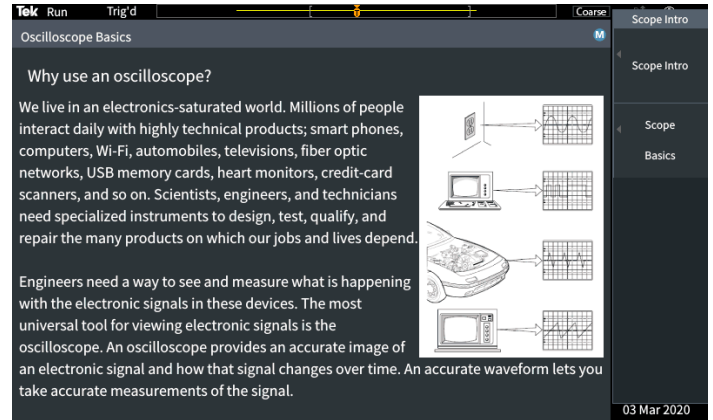 Tek Run Trig'd Coarse
Scope Intro
Oscilloscope Basics M
Scope Intro
Scope
Basics
Why use an oscilloscope?
We live in an electronics-saturated world. Millions of people
interact daily with highly technical products; smart phones,
computers, Wi-Fi, automobiles, televisions, fiber optic
networks, USB memory cards, heart monitors, credit-card
scanners, and so on. Scientists, engineers, and technicians
need specialized instruments to design, test, qualify, and
repair the many products on which our jobs and lives depend.
Engineers need a way to see and measure what is happening
with the electronic signals in these devices. The most
universal tool for viewing electronic signals is the
oscilloscope. An oscilloscope provides an accurate image of
an electronic signal and how that signal changes over time. An accurate waveform lets you
take accurate measurements of the signal.
03 Mar 2020